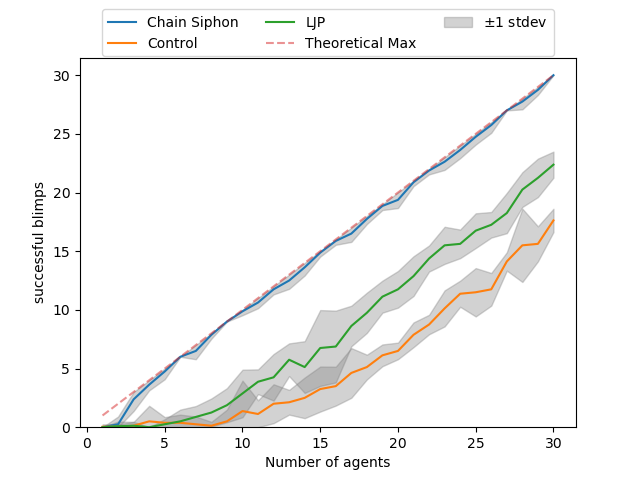 Chain Siphon LJP ±1 stdev
Control Theoretical Max
30
25
20
15
10
5
0
successful blimps
0 5 10 15 20 25 30
Number of agents